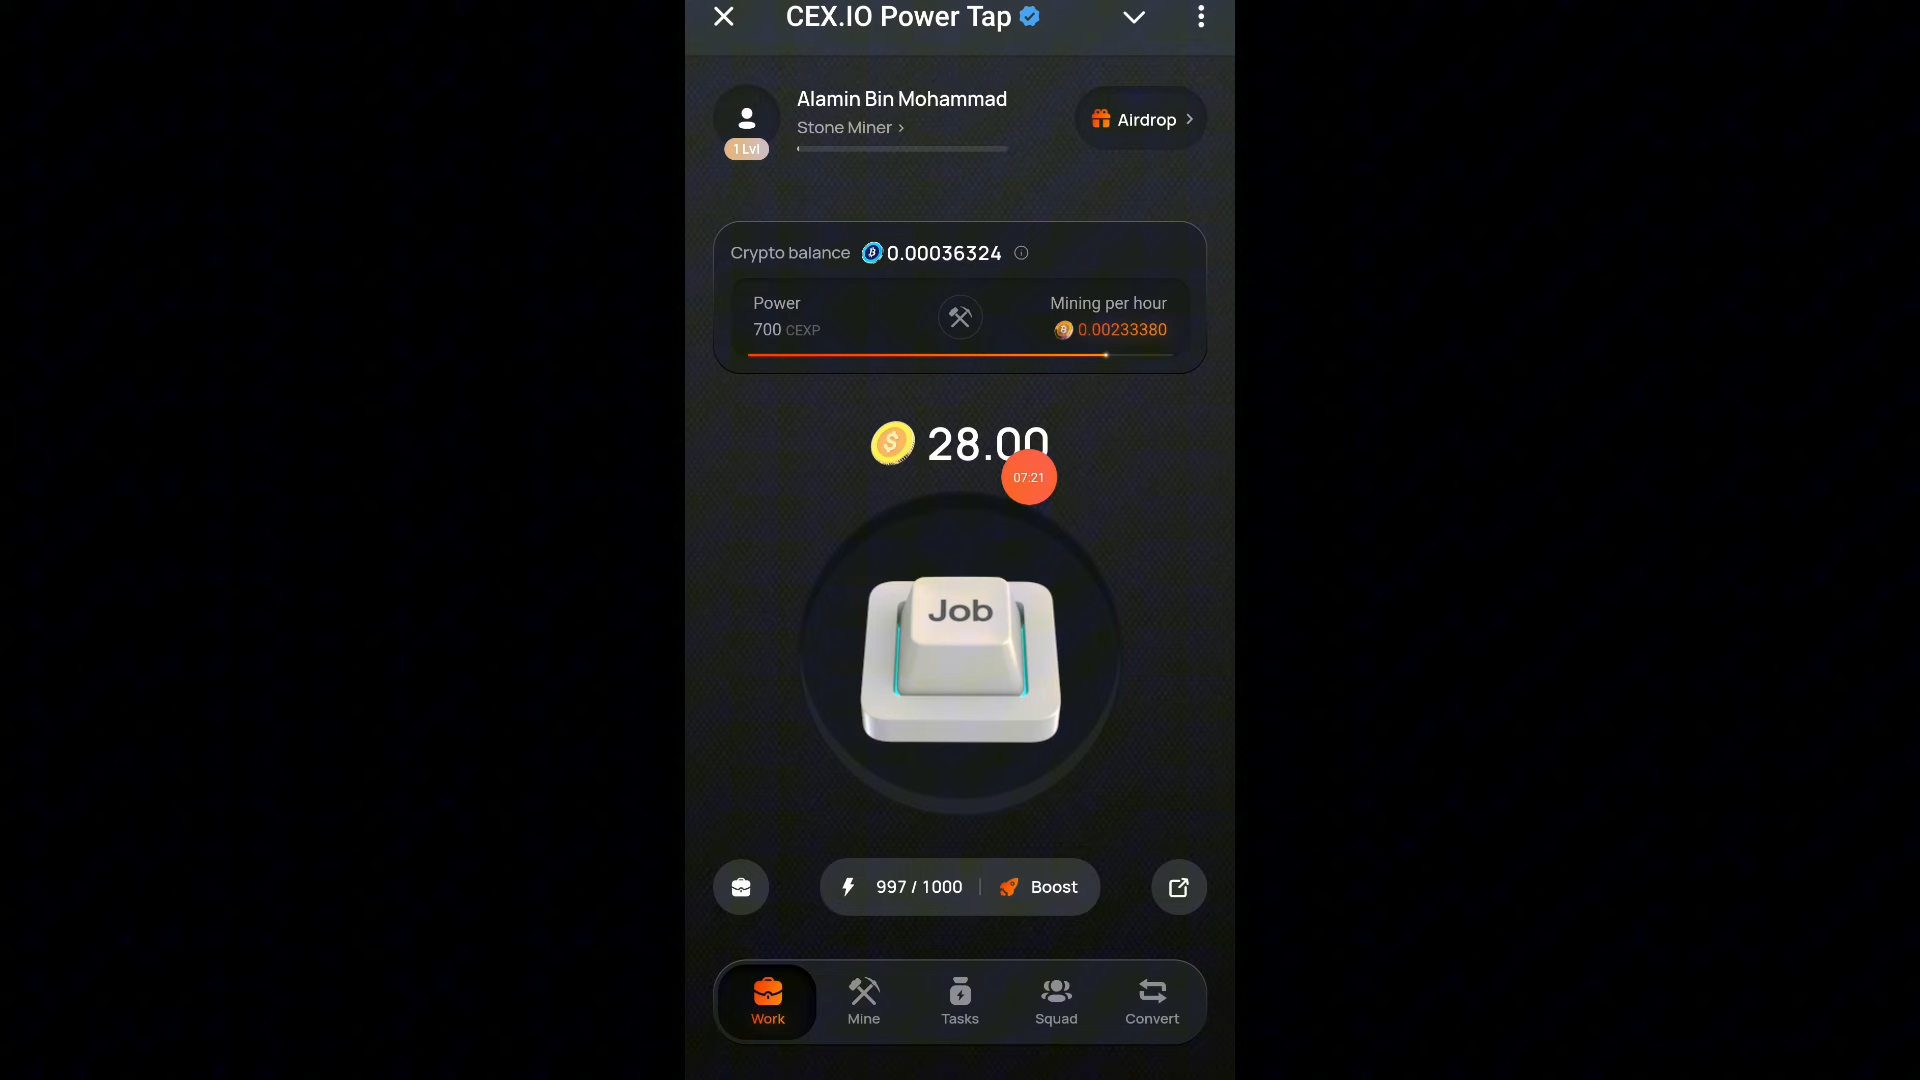 CEX.IO Power Tap
Alamin Bin Mohammad
Stone Miner >
1 Lvl
Airdrop >
Crypto balance 0.00036324
Power
700 CEXP
Mining per hour
0.00233380
28.00
07:21
Job
997 / 1000 | Boost
Work
Mine
Tasks
Squad
Convert